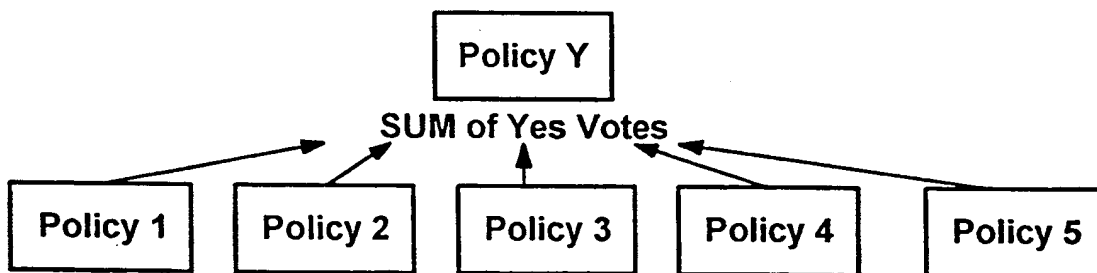 Policy Y
SUM of Yes Votes
Policy 1 Policy 2 Policy 3 Policy 4 Policy 5